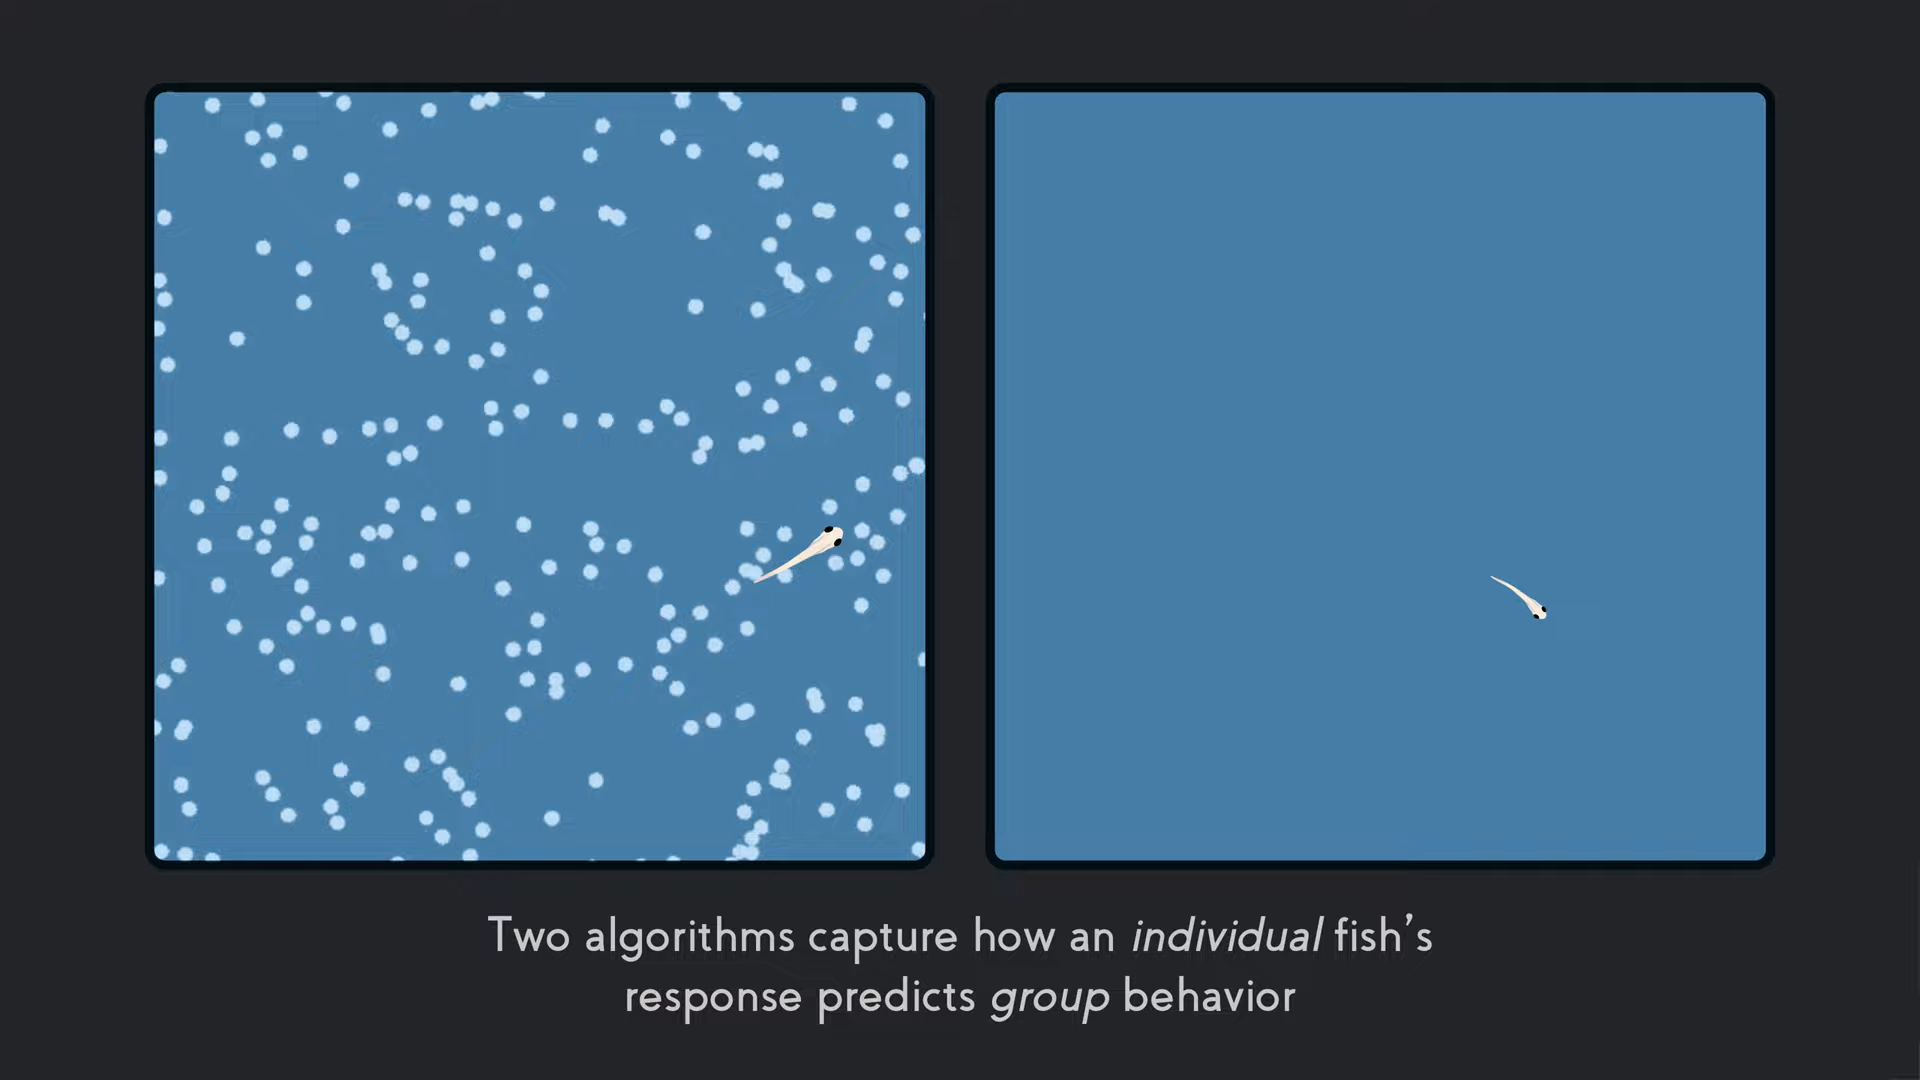 Two algorithms capture how an individual fish’s
response predicts group behavior